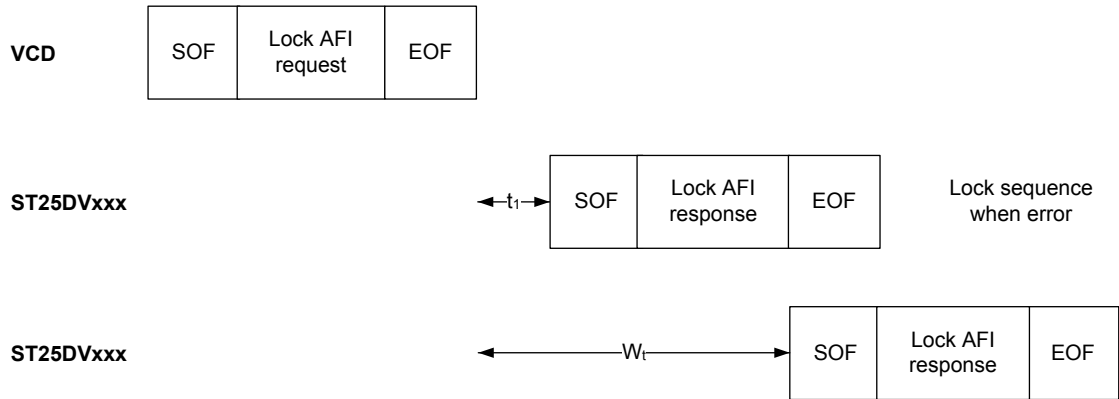 VCD
SOF
Lock AFI
request
EOF
ST25DVxxx
t1
SOF
Lock AFI
response
EOF
Lock sequence
when error
ST25DVxxx
Wt
SOF
Lock AFI
response
EOF